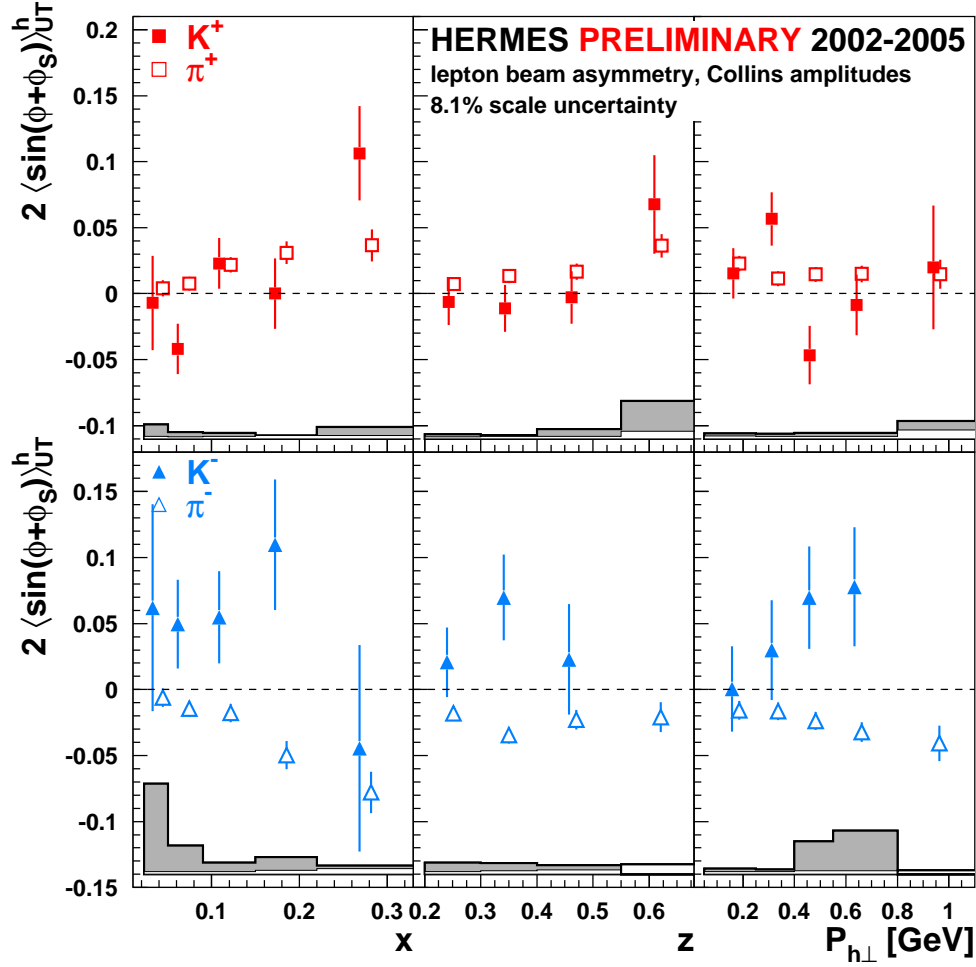 2 ⟨sin(ϕ+ϕS)⟩hUT
0.2
0.15
0.1
0.05
0
-0.05
-0.1
K+
π+
HERMES PRELIMINARY 2002-2005
lepton beam asymmetry, Collins amplitudes
8.1% scale uncertainty
2 ⟨sin(ϕ+ϕS)⟩hUT
0.15
0.1
0.05
0
-0.05
-0.1
-0.15
K-
π-
0.1 0.2 0.3
x
0.2 0.3 0.4 0.5 0.6
z
0.2 0.4 0.6 0.8 1
Ph⊥ [GeV]